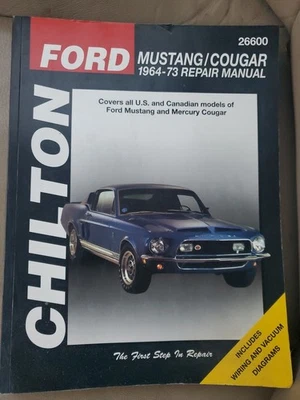 26600
FORD
MUSTANG/COUGAR
1964-73 REPAIR MANUAL
Covers all U.S. and Canadian models of
Ford Mustang and Mercury Cougar
CHILTON
INCLUDES
WIRING AND VACUUM
DIAGRAMS
The First Step In Repair